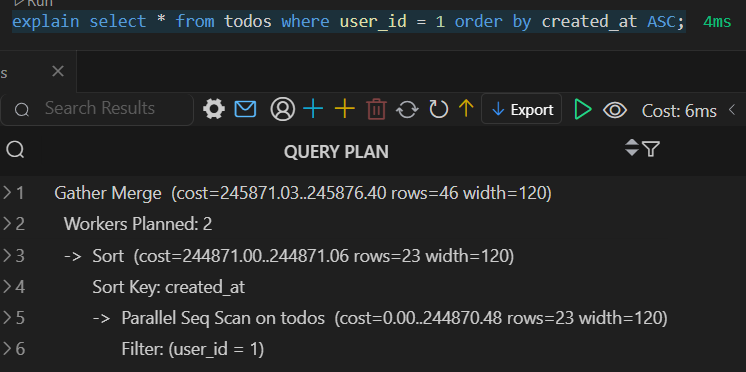 Run
explain select * from todos where user_id = 1 order by created_at ASC; 4ms
s
Search Results Export Cost: 6ms
QUERY PLAN
1 Gather Merge (cost=245871.03..245876.40 rows=46 width=120)
2 Workers Planned: 2
3 -> Sort (cost=244871.00..244871.06 rows=23 width=120)
4 Sort Key: created_at
5 -> Parallel Seq Scan on todos (cost=0.00..244870.48 rows=23 width=120)
6 Filter: (user_id = 1)